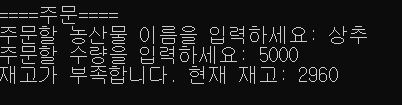 ====주문====
주문할 농산물 이름을 입력하세요: 상추
주문할 수량을 입력하세요: 5000
재고가 부족합니다. 현재 재고: 2960